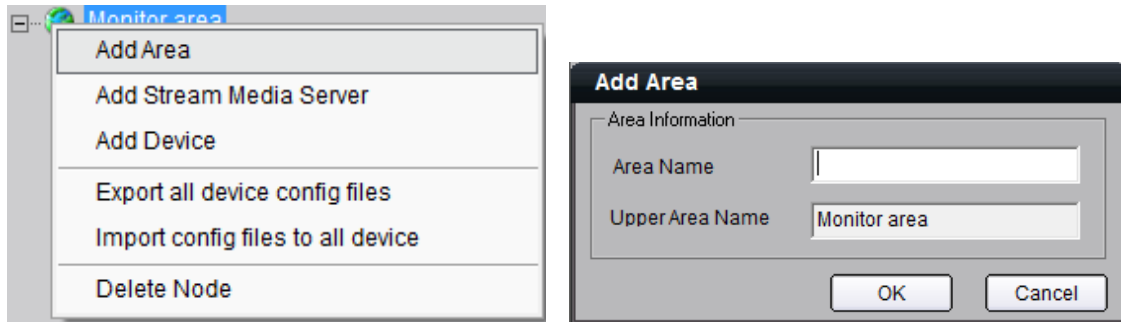 Monitor area
Add Area
Add Stream Media Server
Add Device
Export all device config files
Import config files to all device
Delete Node
Add Area
Area Information
Area Name
Upper Area Name
Monitor area
OK
Cancel